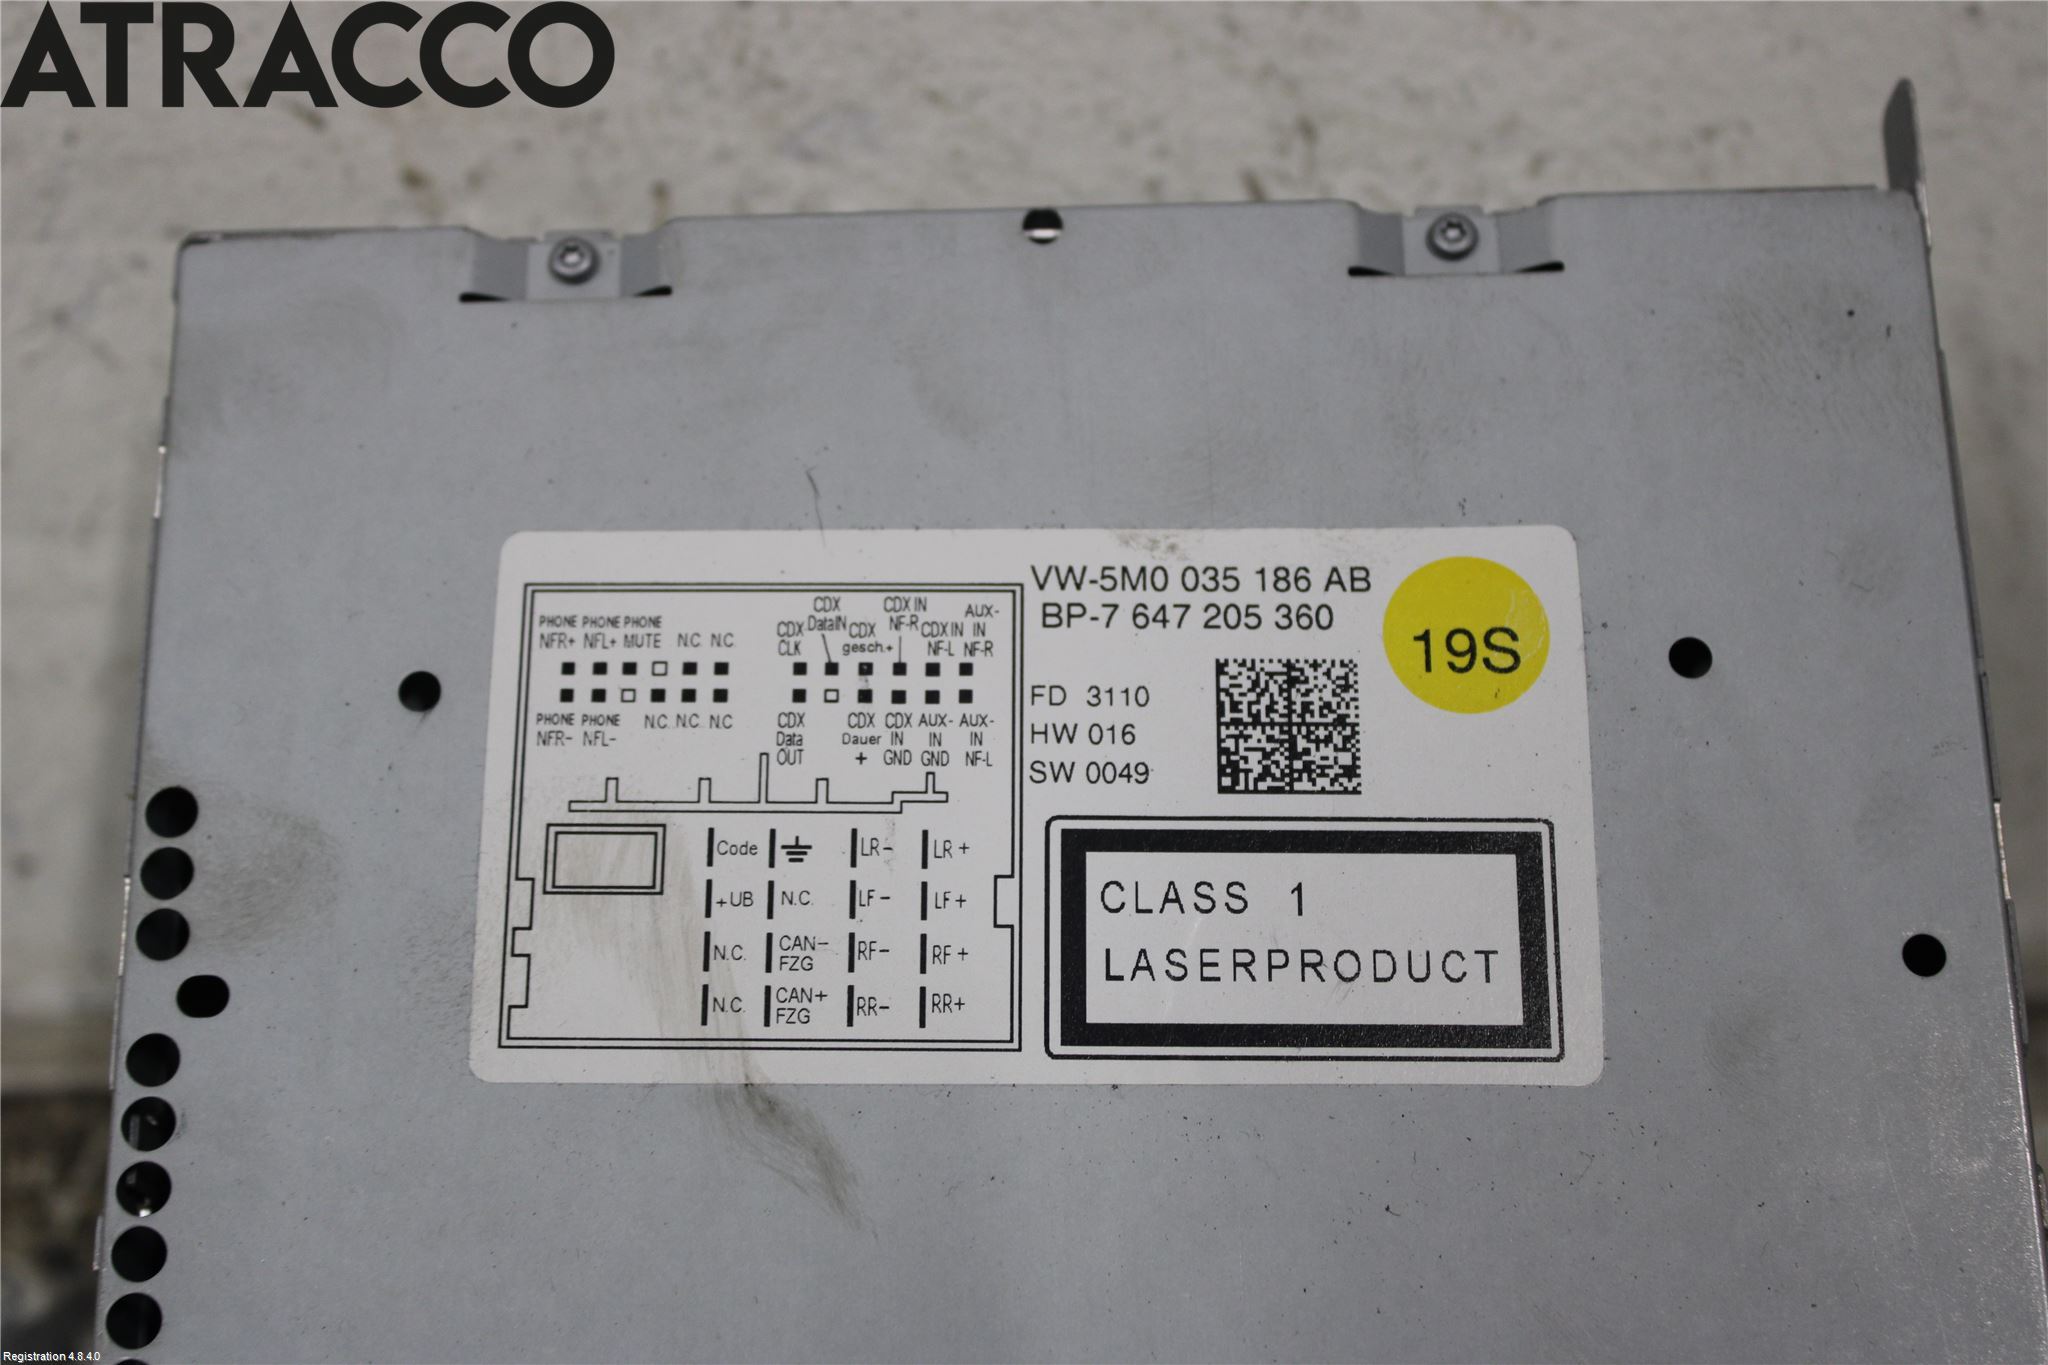 ATRACCO
VW-5M0 035 186 AB
BP-7 647 205 360
19S
FD 3110
HW 016
SW 0049
CLASS 1
LASERPRODUCT
PHONE PHONE PHONE
NFR+ NFL+ MUTE N.C. N.C.
CDX
CLK
CDX
DataIN
CDX
gesch.+
CDX IN
NF-R
CDX IN
NF-L
AUX-
IN
NF-R
PHONE PHONE
NFR- NFL-
N.C. N.C. N.C
CDX
Data
OUT
CDX
Dauer
+
CDX
IN
GND
AUX-
IN
GND
AUX-
IN
NF-L
Code LR- LR+
+UB N.C. LF- LF+
N.C. CAN-
FZG
RF- RF+
N.C. CAN+
FZG
RR- RR+
Registration 4.8.4.0